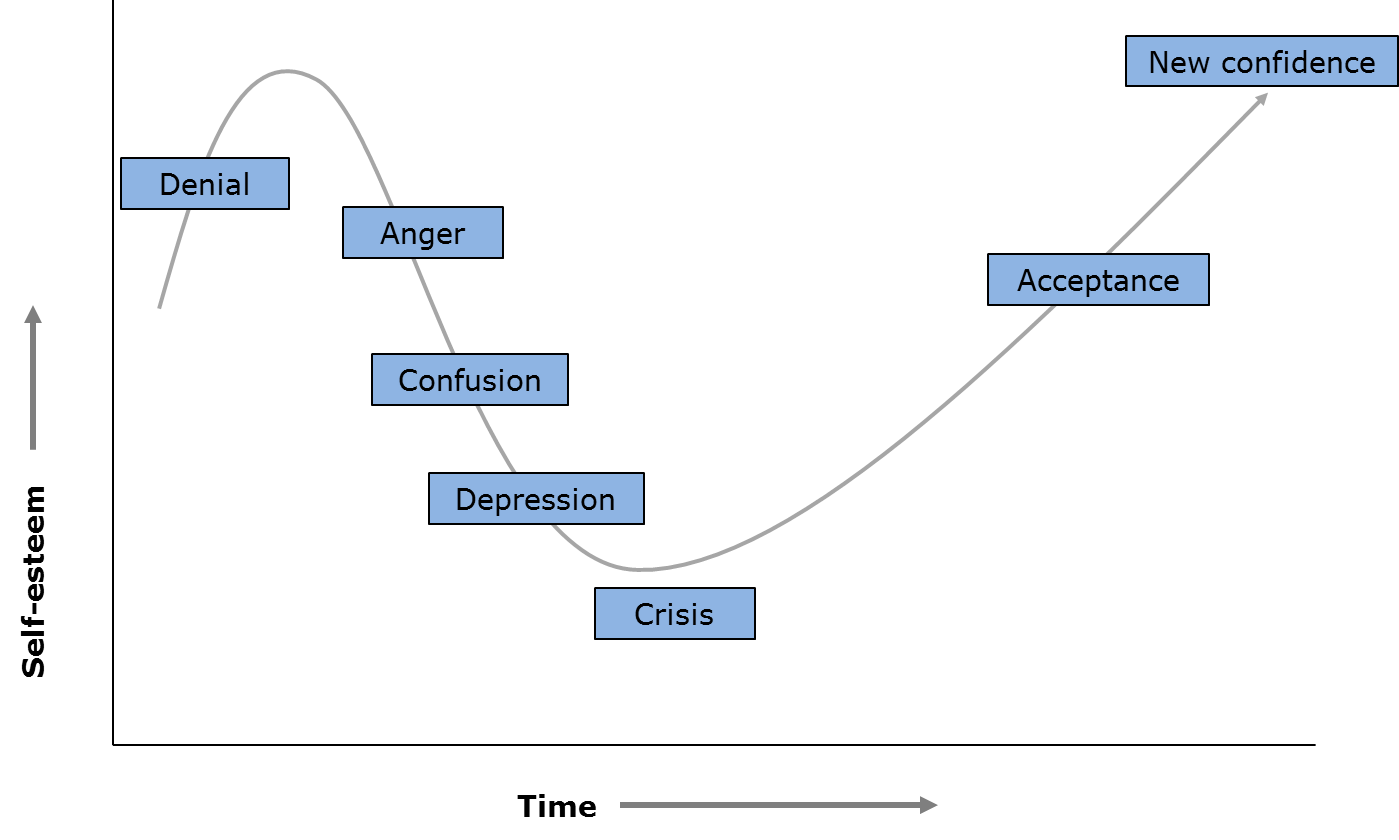 New confidence
Denial
Anger
Acceptance
Confusion
Depression
Crisis
Self-esteem
Time